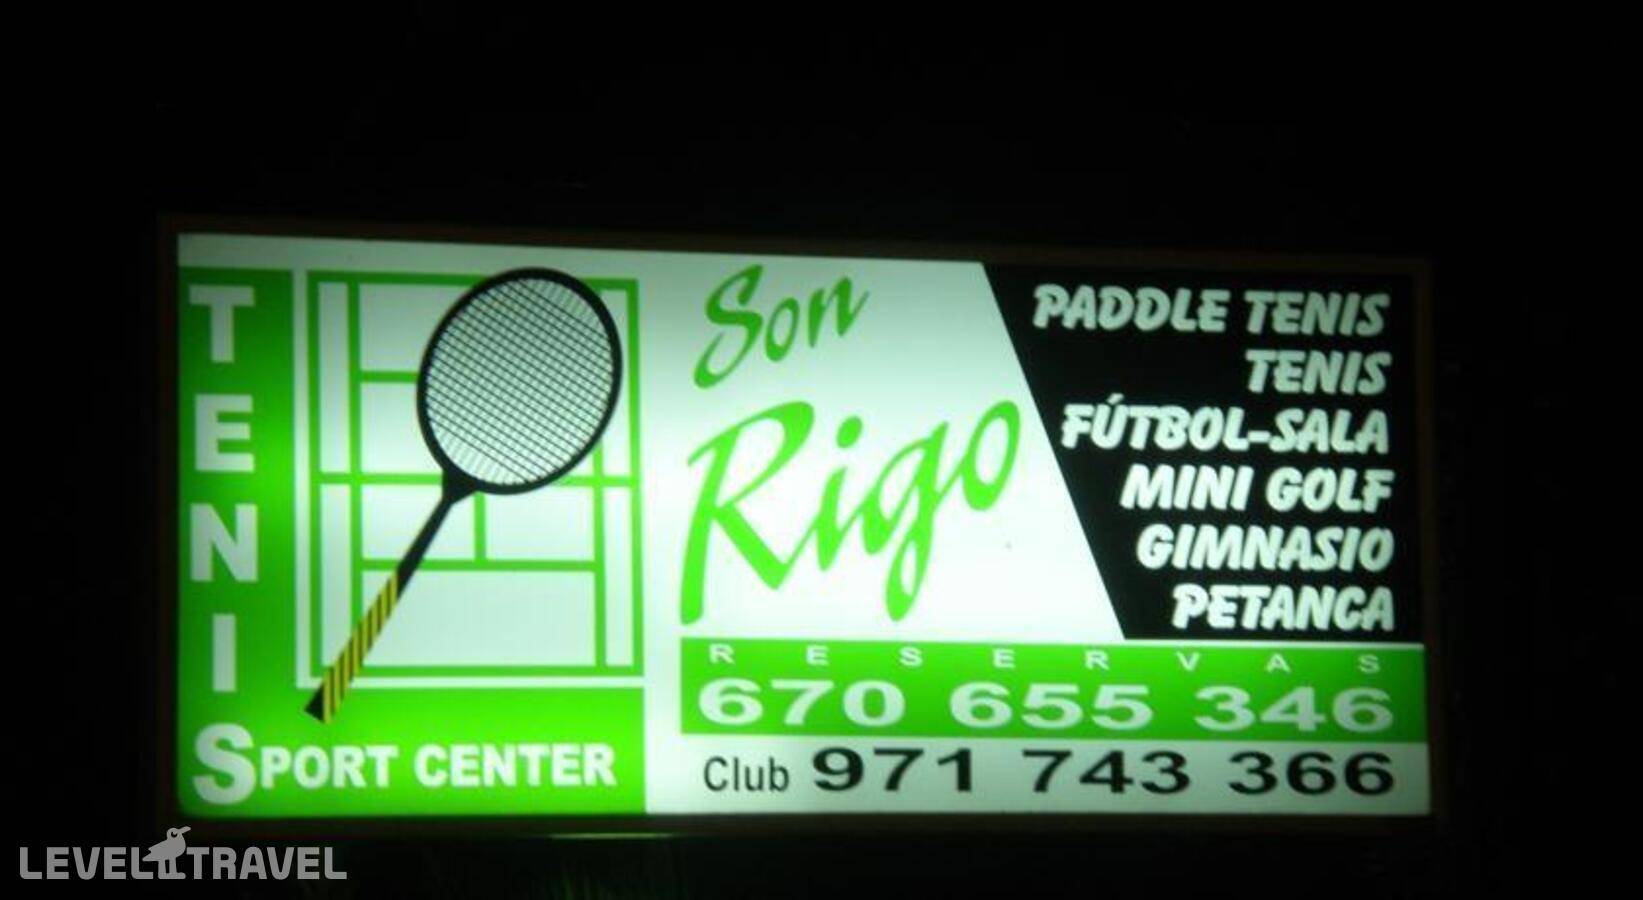 TENIS
SPORT CENTER
Son
Rigo
PADDLE TENIS
TENIS
FÚTBOL-SALA
MINI GOLF
GIMNASIO
PETANCA
RESERVAS
670 655 346
Club 971 743 366
LEVEL TRAVEL